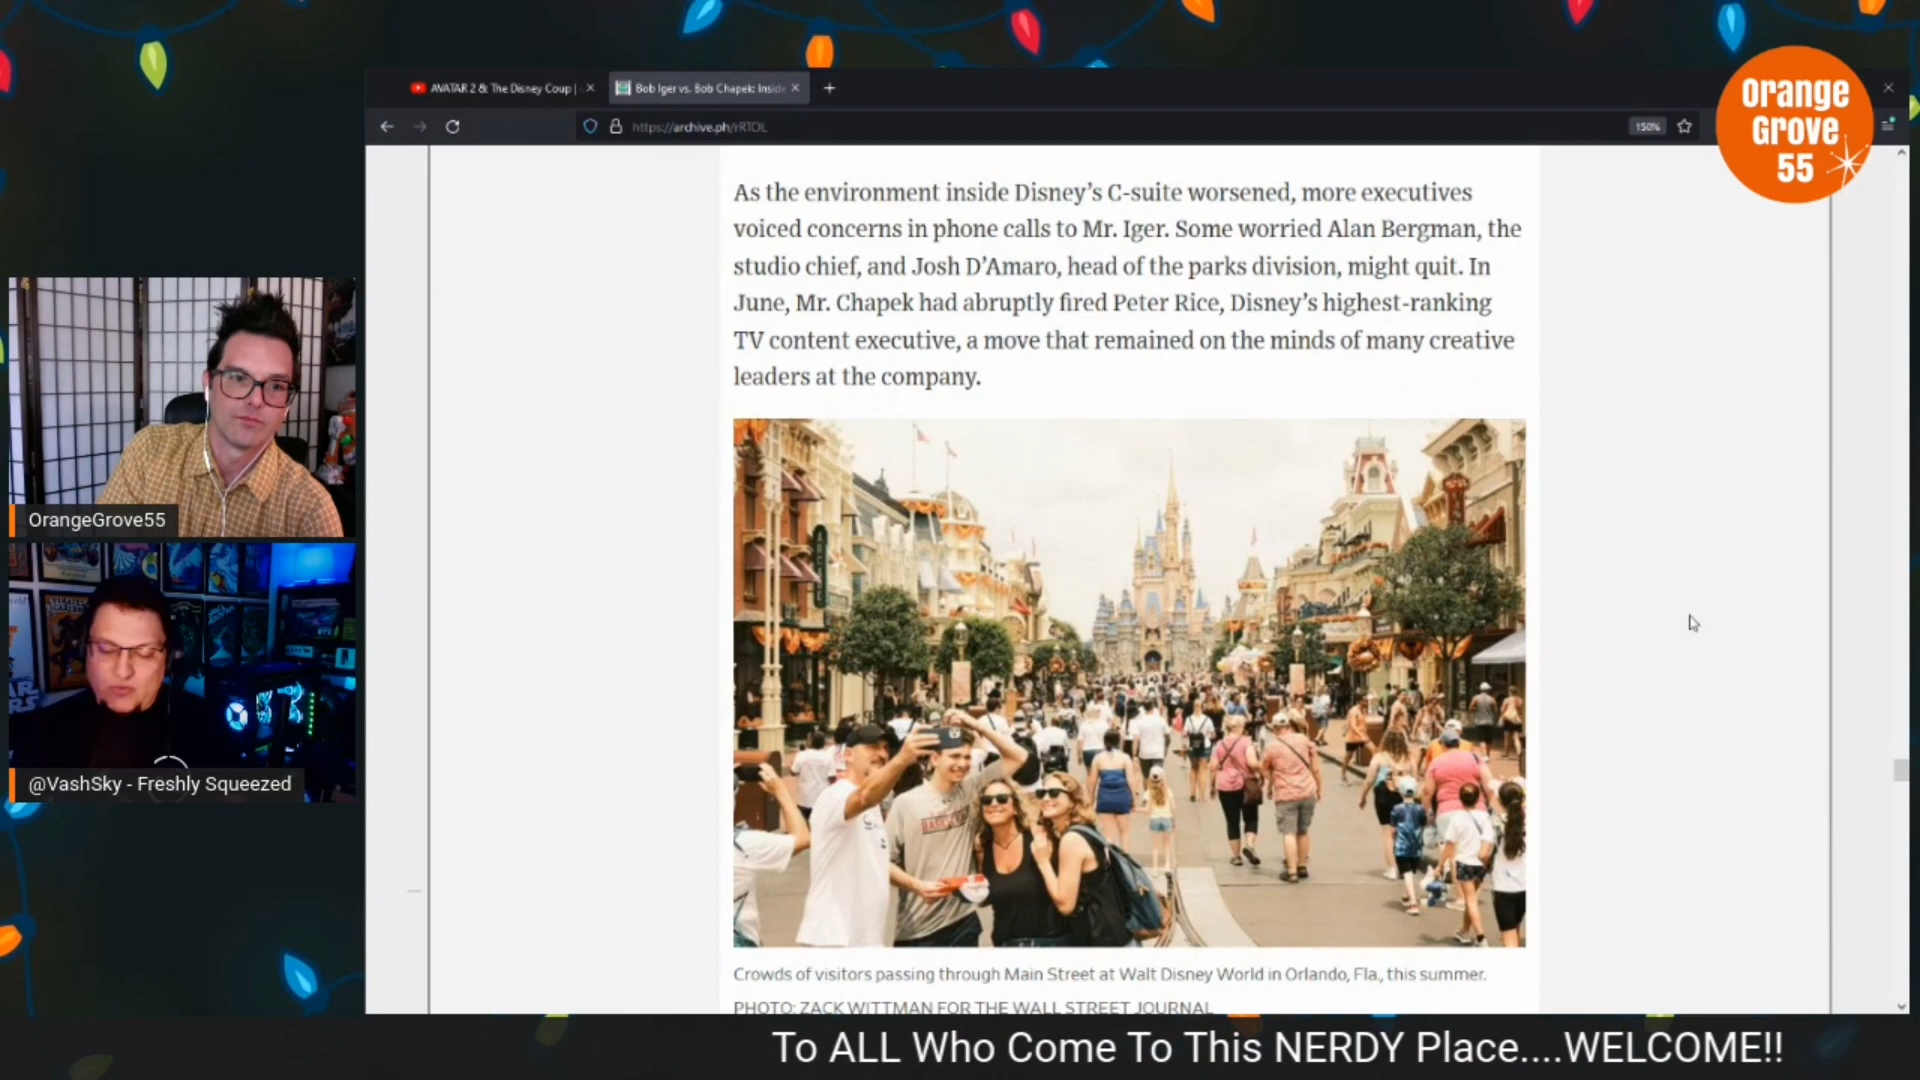 Orange
Grove
55
AVATAR 2 & The Disney Coup |
Bob Iger vs. Bob Chapek: Inside
https://archive.ph/rRTOL
150%
As the environment inside Disney’s C-suite worsened, more executives
voiced concerns in phone calls to Mr. Iger. Some worried Alan Bergman, the
studio chief, and Josh D’Amaro, head of the parks division, might quit. In
June, Mr. Chapek had abruptly fired Peter Rice, Disney’s highest-ranking
TV content executive, a move that remained on the minds of many creative
leaders at the company.
OrangeGrove55
@VashSky - Freshly Squeezed
Crowds of visitors passing through Main Street at Walt Disney World in Orlando, Fla., this summer.
PHOTO: ZACK WITTMAN FOR THE WALL STREET JOURNAL
To ALL Who Come To This NERDY Place....WELCOME!!